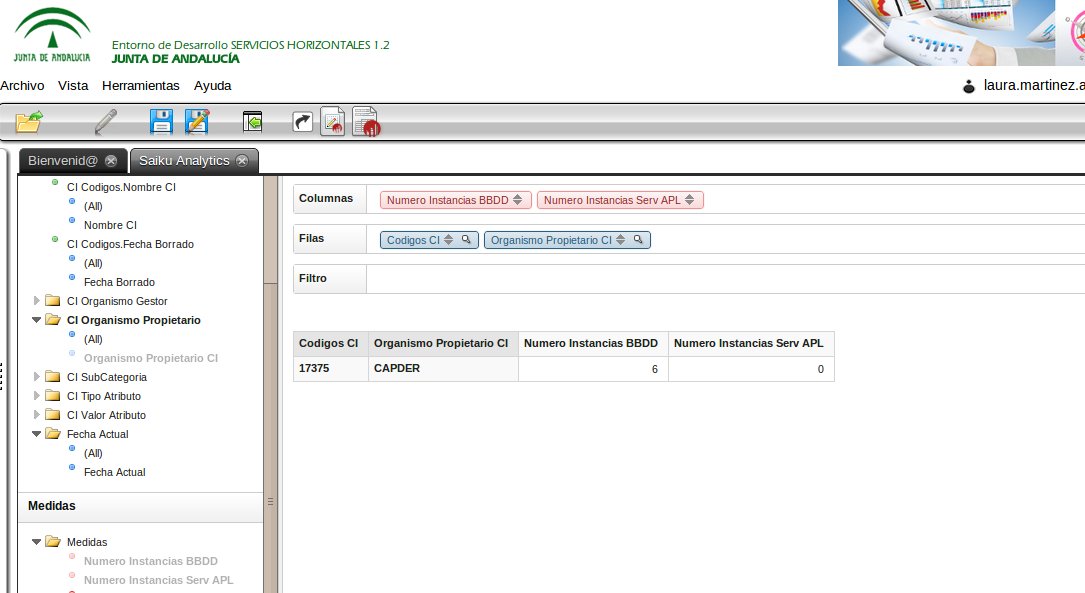 JUNTA DE ANDALUCIA
Entorno de Desarrollo SERVICIOS HORIZONTALES 1.2
JUNTA DE ANDALUCÍA
Archivo Vista Herramientas Ayuda
laura.martinez.a
Bienvenid@ Saiku Analytics
CI Codigos.Nombre CI
(All)
Nombre CI
CI Codigos.Fecha Borrado
(All)
Fecha Borrado
CI Organismo Gestor
CI Organismo Propietario
(All)
Organismo Propietario CI
CI SubCategoria
CI Tipo Atributo
CI Valor Atributo
Fecha Actual
(All)
Fecha Actual
Medidas
Medidas
Numero Instancias BBDD
Numero Instancias Serv APL
Columnas Numero Instancias BBDD Numero Instancias Serv APL
Filas Codigos CI Organismo Propietario CI
Filtro
Codigos CI Organismo Propietario CI Numero Instancias BBDD Numero Instancias Serv APL
17375 CAPDER 6 0